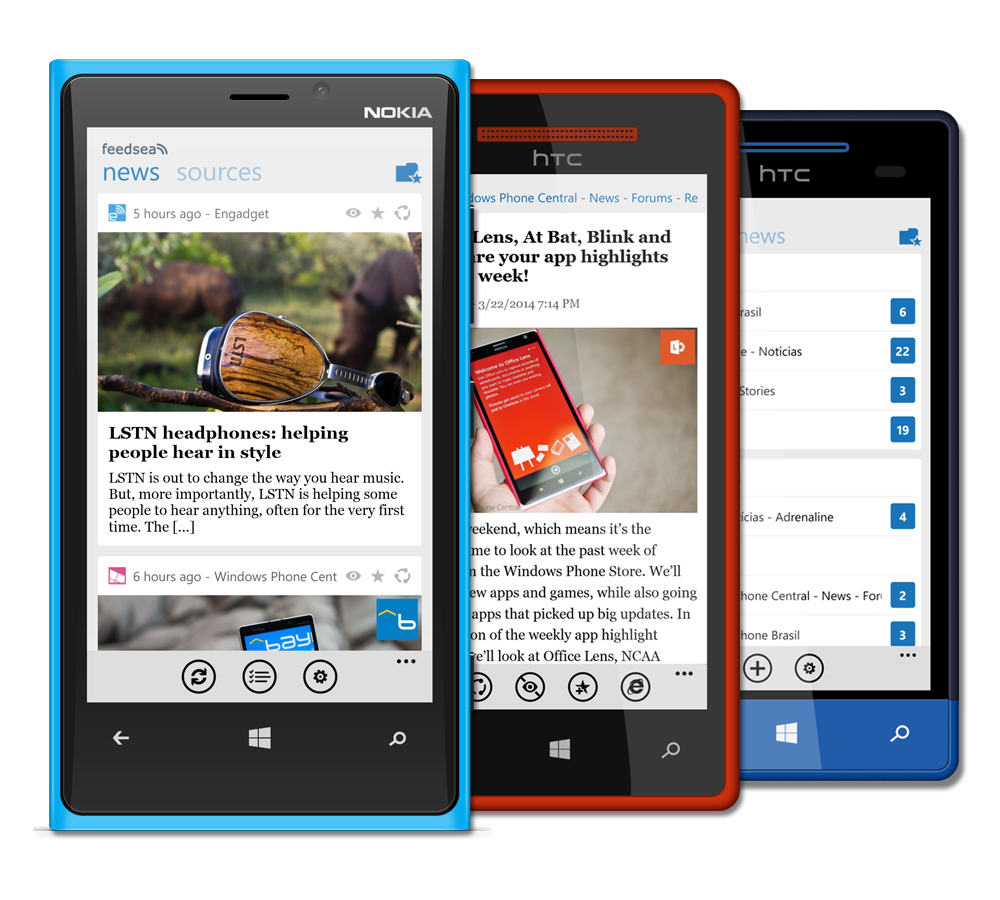 NOKIA
feedsea
news sources
5 hours ago - Engadget
LSTN
LSTN headphones: helping
people hear in style
LSTN is out to change the way you hear music.
But, more importantly, LSTN is helping some
people to hear anything, often for the very first
time. The [...]
6 hours ago - Windows Phone Cent
bay
b
hTC
dows Phone Central - News - Forums - Re
Lens, At Bat, Blink and
are your app highlights
week!
- 3/22/2014 7:14 PM
Welcome to Office Lens
Phone Central
eekend, which means it's the
me to look at the past week of
n the Windows Phone Store. We'll
ew apps and games, while also going
apps that picked up big updates. In
on of the weekly app highlight
e'll look at Office Lens, NCAA
hTC
news
rasil 6
e - Notícias 22
Stories 3
19
ícias - Adrenaline 4
hone Central - News - For 2
hone Brasil 3